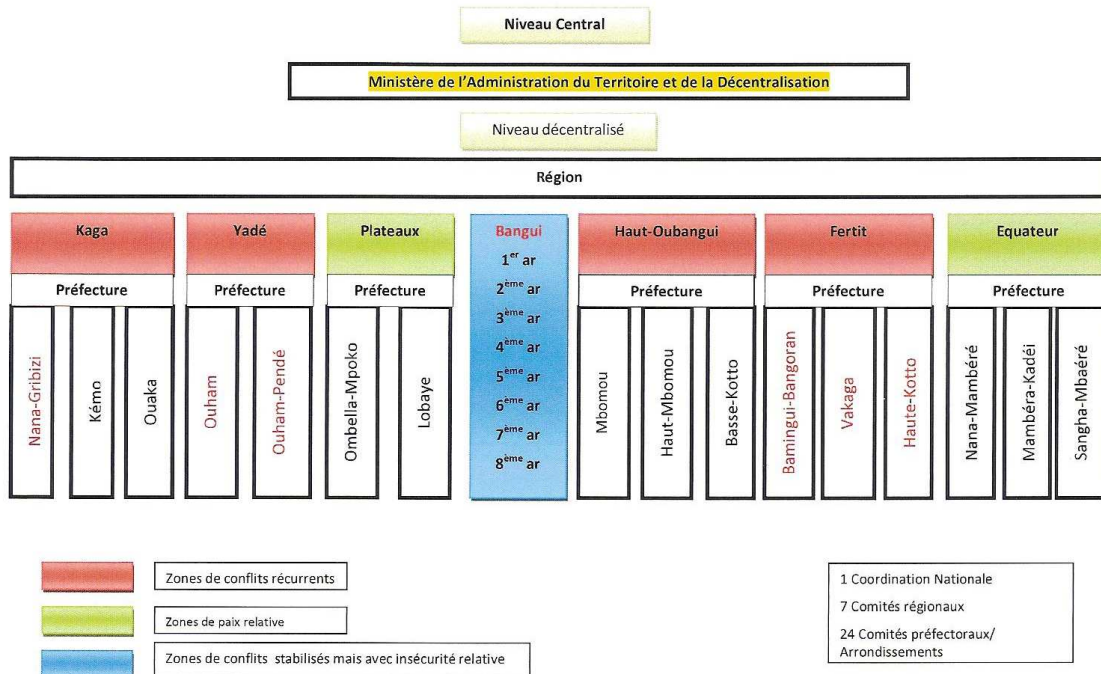 Niveau Central
Ministère de l'Administration du Territoire et de la Décentralisation
Niveau décentralisé
Région
Kaga
Yadé
Plateaux
Bangui
Haut-Oubangui
Fertit
Equateur
Préfecture
Préfecture
Préfecture
Préfecture
Préfecture
Préfecture
1er ar
2ème ar
3ème ar
4ème ar
5ème ar
6ème ar
7ème ar
8ème ar
Nana-Gribizi
Kémo
Ouaka
Ouham
Ouham-Pendé
Ombella-Mpoko
Lobaye
Mbomou
Haut-Mbomou
Basse-Kotto
Bamingui-Bangoran
Vakaga
Haute-Kotto
Nana-Mambéré
Mambéra-Kadéi
Sangha-Mbaéré
Zones de conflits récurrents
Zones de paix relative
Zones de conflits stabilisés mais avec insécurité relative
1 Coordination Nationale
7 Comités régionaux
24 Comités préfectoraux/
Arrondissements